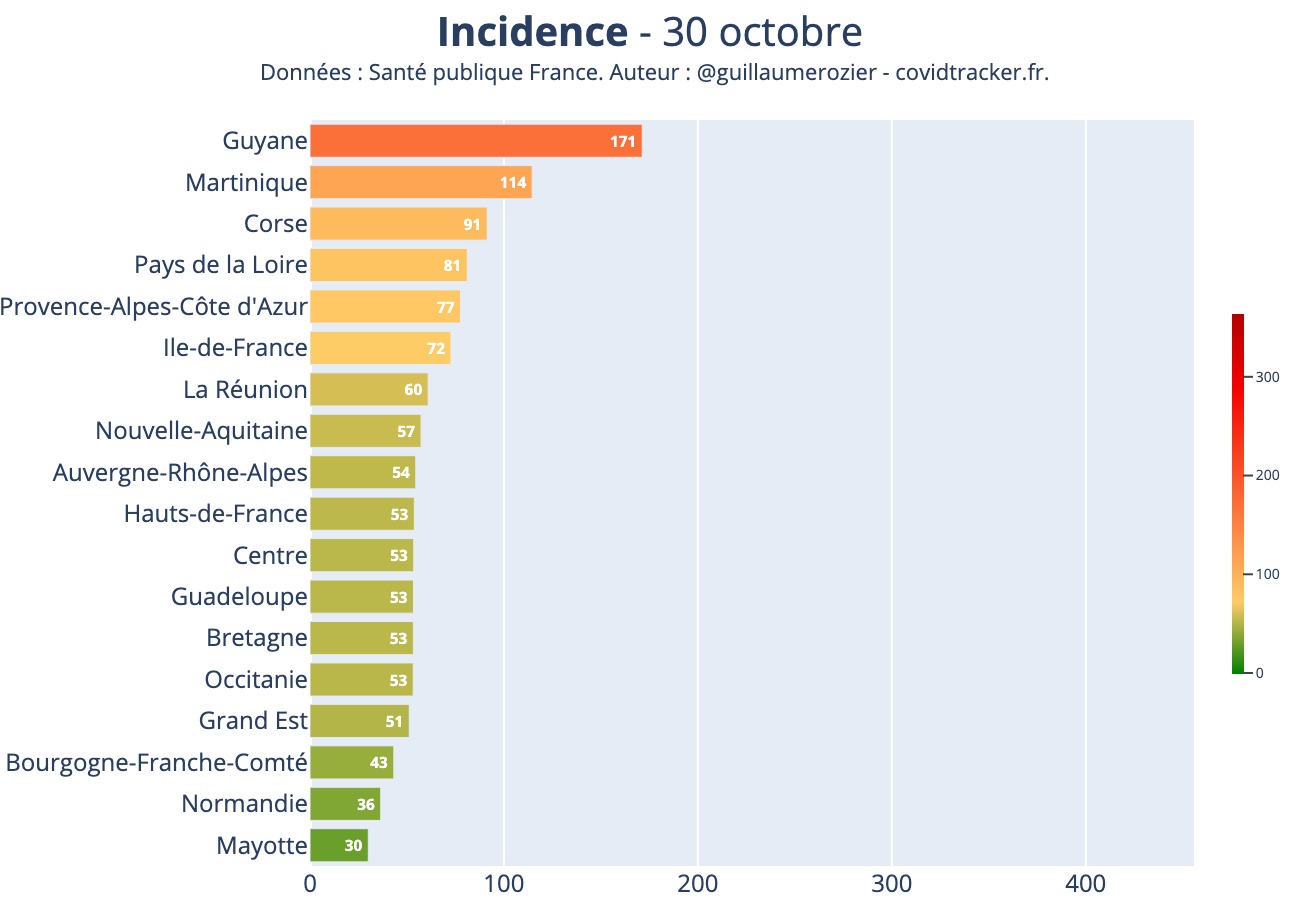 Incidence - 30 octobre
Données : Santé publique France. Auteur : @guillaumerozier - covidtracker.fr.
Guyane 171
Martinique 114
Corse 91
Pays de la Loire 81
Provence-Alpes-Côte d'Azur 77
Ile-de-France 72
La Réunion 60
Nouvelle-Aquitaine 57
Auvergne-Rhône-Alpes 54
Hauts-de-France 53
Centre 53
Guadeloupe 53
Bretagne 53
Occitanie 53
Grand Est 51
Bourgogne-Franche-Comté 43
Normandie 36
Mayotte 30
0 100 200 300 400
300
200
100
0